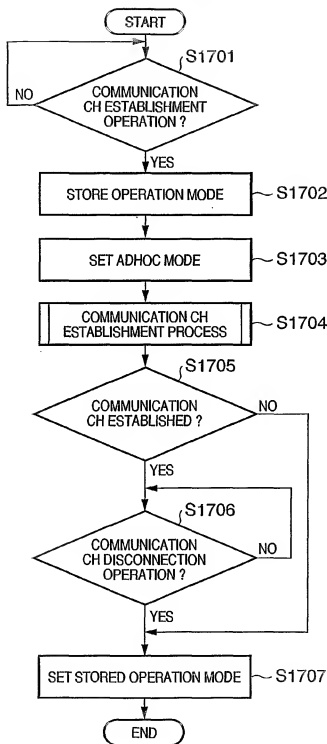 START
S1701
COMMUNICATION
CH ESTABLISHMENT
OPERATION ?
NO
YES
STORE OPERATION MODE
S1702
SET ADHOC MODE
S1703
COMMUNICATION CH
ESTABLISHMENT PROCESS
S1704
S1705
COMMUNICATION
CH ESTABLISHED ?
NO
YES
S1706
COMMUNICATION
CH DISCONNECTION
OPERATION ?
NO
YES
SET STORED OPERATION MODE
S1707
END